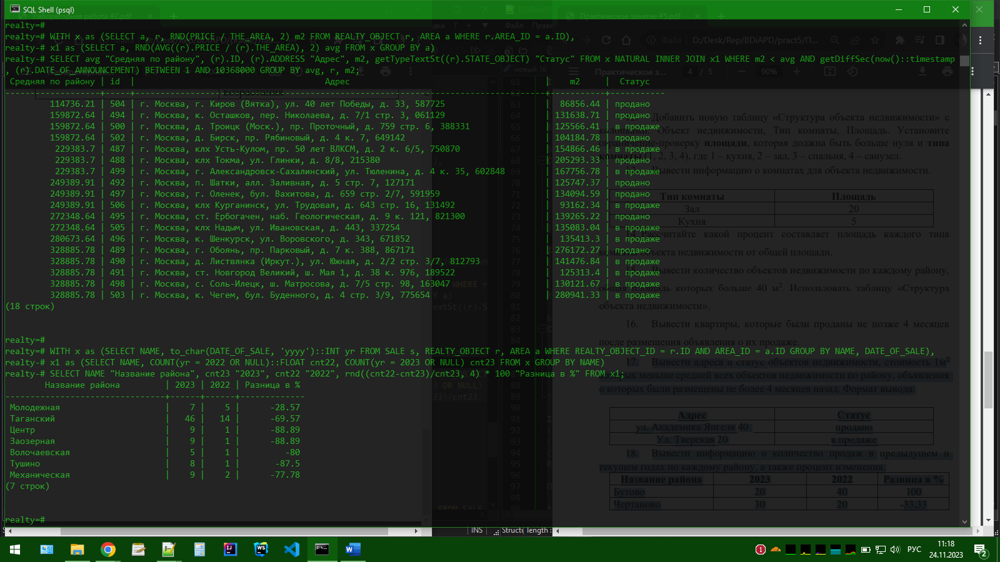 SQL Shell (psql)
realty=#
realty=# WITH x as (SELECT a, r, RND(PRICE / THE_AREA, 2) m2 FROM REALTY_OBJECT r, AREA a WHERE r.AREA_ID = a.ID),
realty-# x1 as (SELECT a, RND(AVG((r).PRICE / (r).THE_AREA), 2) avg FROM x GROUP BY a)
realty-# SELECT avg "Средняя по району", (r).ID, (r).ADDRESS "Адрес", m2, getTypeTextSt((r).STATE_OBJECT) "Статус" FROM x NATURAL INNER JOIN x1 WHERE m2 < avg AND getDiffSec(now()::timestamp
, (r).DATE_OF_ANNOUNCEMENT) BETWEEN 1 AND 10368000 GROUP BY avg, r, m2;
Средняя по району | id | Адрес | m2 | Статус
114736.21 | 504 | г. Москва, г. Киров (Вятка), ул. 40 лет Победы, д. 33, 587725 | 86856.44 | продано
159872.64 | 494 | г. Москва, к. Осташков, пер. Николаева, д. 7/1 стр. 3, 061129 | 131638.71 | продано
159872.64 | 500 | г. Москва, д. Троицк (Моск.), пр. Проточный, д. 759 стр. 6, 388331 | 125566.41 | в продаже
159872.64 | 502 | г. Москва, д. Бирск, пр. Рябиновый, д. 4 к. 7, 649142 | 104184.78 | продано
229383.7 | 487 | г. Москва, клх Усть-Кулом, пр. 50 лет ВЛКСМ, д. 2 к. 6/5, 750870 | 154866.46 | в продаже
229383.7 | 488 | г. Москва, клх Токма, ул. Глинки, д. 8/8, 215380 | 205293.33 | продано
229383.7 | 499 | г. Москва, г. Александровск-Сахалинский, ул. Тюленина, д. 4 к. 35, 602848 | 167756.78 | в продаже
249389.91 | 492 | г. Москва, п. Шатки, алл. Заливная, д. 5 стр. 7, 127171 | 125747.37 | продано
249389.91 | 497 | г. Москва, г. Оленек, бул. Вахитова, д. 659 стр. 2/7, 591959 | 134094.59 | продано
249389.91 | 506 | г. Москва, клх Курганинск, ул. Трудовая, д. 643 стр. 16, 131492 | 93162.34 | в продаже
272348.64 | 495 | г. Москва, ст. Ербогачен, наб. Геологическая, д. 9 к. 121, 821300 | 139265.22 | продано
272348.64 | 505 | г. Москва, клх Надым, ул. Ивановская, д. 443, 337254 | 135083.04 | в продаже
280673.64 | 496 | г. Москва, к. Шенкурск, ул. Воровского, д. 343, 671852 | 135413.3 | в продаже
328885.78 | 489 | г. Москва, г. Обоянь, пр. Парковый, д. 7 к. 388, 867171 | 276172.27 | продано
328885.78 | 490 | г. Москва, д. Листвянка (Иркут.), ул. Южная, д. 2/2 стр. 3/7, 812793 | 141476.84 | в продаже
328885.78 | 491 | г. Москва, ст. Новгород Великий, ш. Мая 1, д. 38 к. 976, 189522 | 125313.4 | в продаже
328885.78 | 498 | г. Москва, с. Соль-Илецк, ш. Матросова, д. 7/5 стр. 98, 163047 | 130121.67 | в продаже
328885.78 | 503 | г. Москва, к. Чегем, бул. Буденного, д. 4 стр. 3/9, 775654 | 280941.33 | в продаже
(18 строк)
realty=#
realty=# WITH x as (SELECT NAME, to_char(DATE_OF_SALE, 'yyyy')::INT yr FROM SALE s, REALTY_OBJECT r, AREA a WHERE REALTY_OBJECT_ID = r.ID AND AREA_ID = a.ID GROUP BY NAME, DATE_OF_SALE),
realty-# x1 as (SELECT NAME, COUNT(yr = 2022 OR NULL)::FLOAT cnt22, COUNT(yr = 2023 OR NULL) cnt23 FROM x GROUP BY NAME)
realty-# SELECT NAME "Название района", cnt23 "2023", cnt22 "2022", rnd((cnt22-cnt23)/cnt23, 4) * 100 "Разница в %" FROM x1;
Название района | 2023 | 2022 | Разница в %
Молодежная | 7 | 5 | -28.57
Таганский | 46 | 14 | -69.57
Центр | 9 | 1 | -88.89
Заозерная | 9 | 1 | -88.89
Волочаевская | 5 | 1 | -80
Тушино | 8 | 1 | -87.5
Механическая | 9 | 2 | -77.78
(7 строк)
realty=#
Практическое занятие #5.pdf
Файл D:/Desk/Rep/BDiAPD/pract5/П...
4 / 5
90%
Добавить новую таблицу «Структура объекта недвижимости» с
Объект недвижимости, Тип комнаты, Площадь. Установите
площади, которая должна быть больше нуля и типа
1, 2, 3, 4), где 1 – кухня, 2 – зал, 3 – спальня, 4 – санузел.
Вывести информацию о комнатах для объекта недвижимости.
Тип комнаты Площадь
Зал 20
Кухня 5
14. Рассчитайте какой процент составляет площадь каждого типа
объекта недвижимости от общей площади.
Вывести количество объектов недвижимости по каждому району,
общая площадь которых больше 40 м2. Использовать таблицу «Структура
объекта недвижимости».
16. Вывести квартиры, которые были проданы не позже 4 месяцев
после размещения объявления о их продаже.
17. Вывести адреса и статус объектов недвижимости, стоимость 1м2
меньше средней всех объектов недвижимости по району, объявления
о которых были размещены не более 4 месяцев назад. Формат вывода:
Адрес Статус
ул. Академика Янгеля 40 продано
Ул. Тверская 20 в продаже
18. Вывести информацию о количество продаж в предыдущем и
текущем годах по каждому району, а также процент изменения.
Название района 2023 2022 Разница в %
Бутово 20 40 100
Чертаново 30 20 -33,33
INS
length :
РУС
11:18
24.11.2023
2